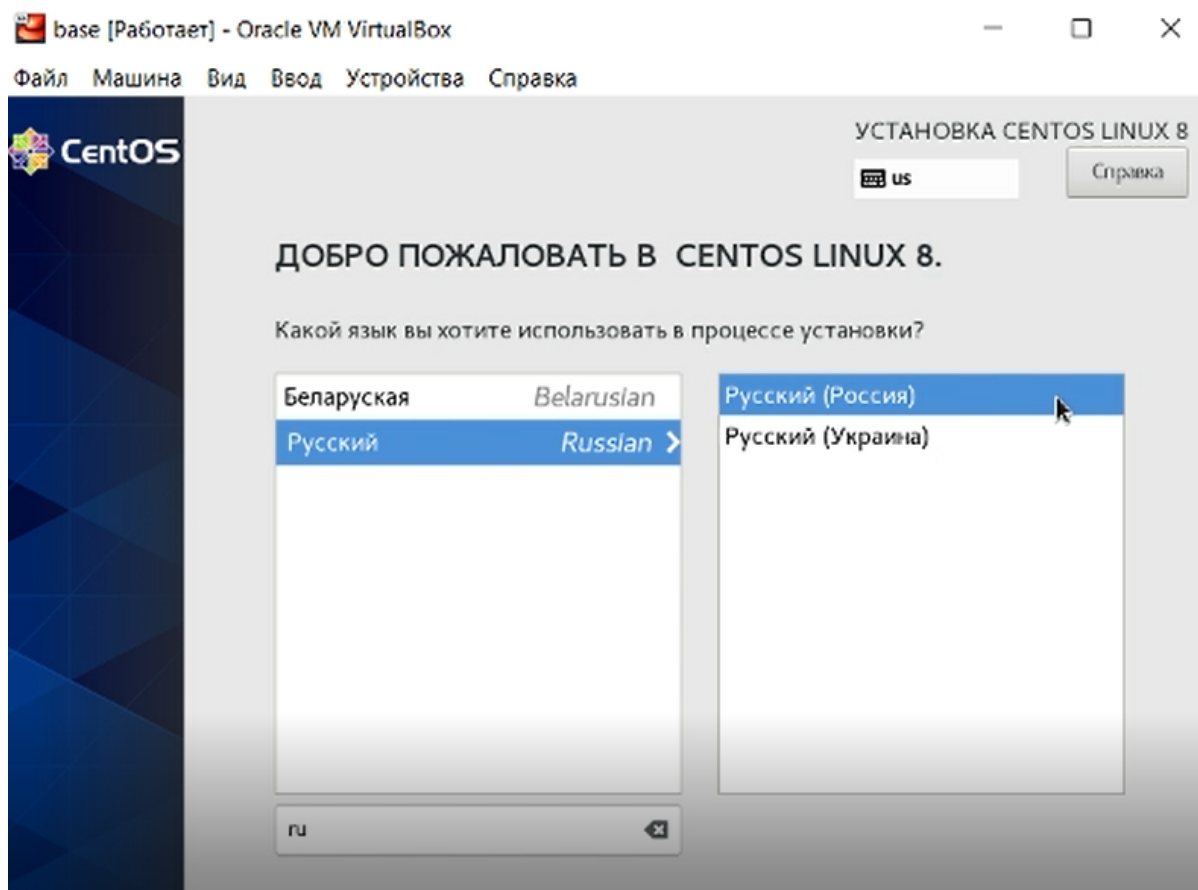 base [Работает] - Oracle VM VirtualBox
Файл Машина Вид Ввод Устройства Справка
CentOS
УСТАНОВКА CENTOS LINUX 8
us
Справка
ДОБРО ПОЖАЛОВАТЬ В CENTOS LINUX 8.
Какой язык вы хотите использовать в процессе установки?
Беларуская Belarusian
Русский Russian
Русский (Россия)
Русский (Украина)
ru